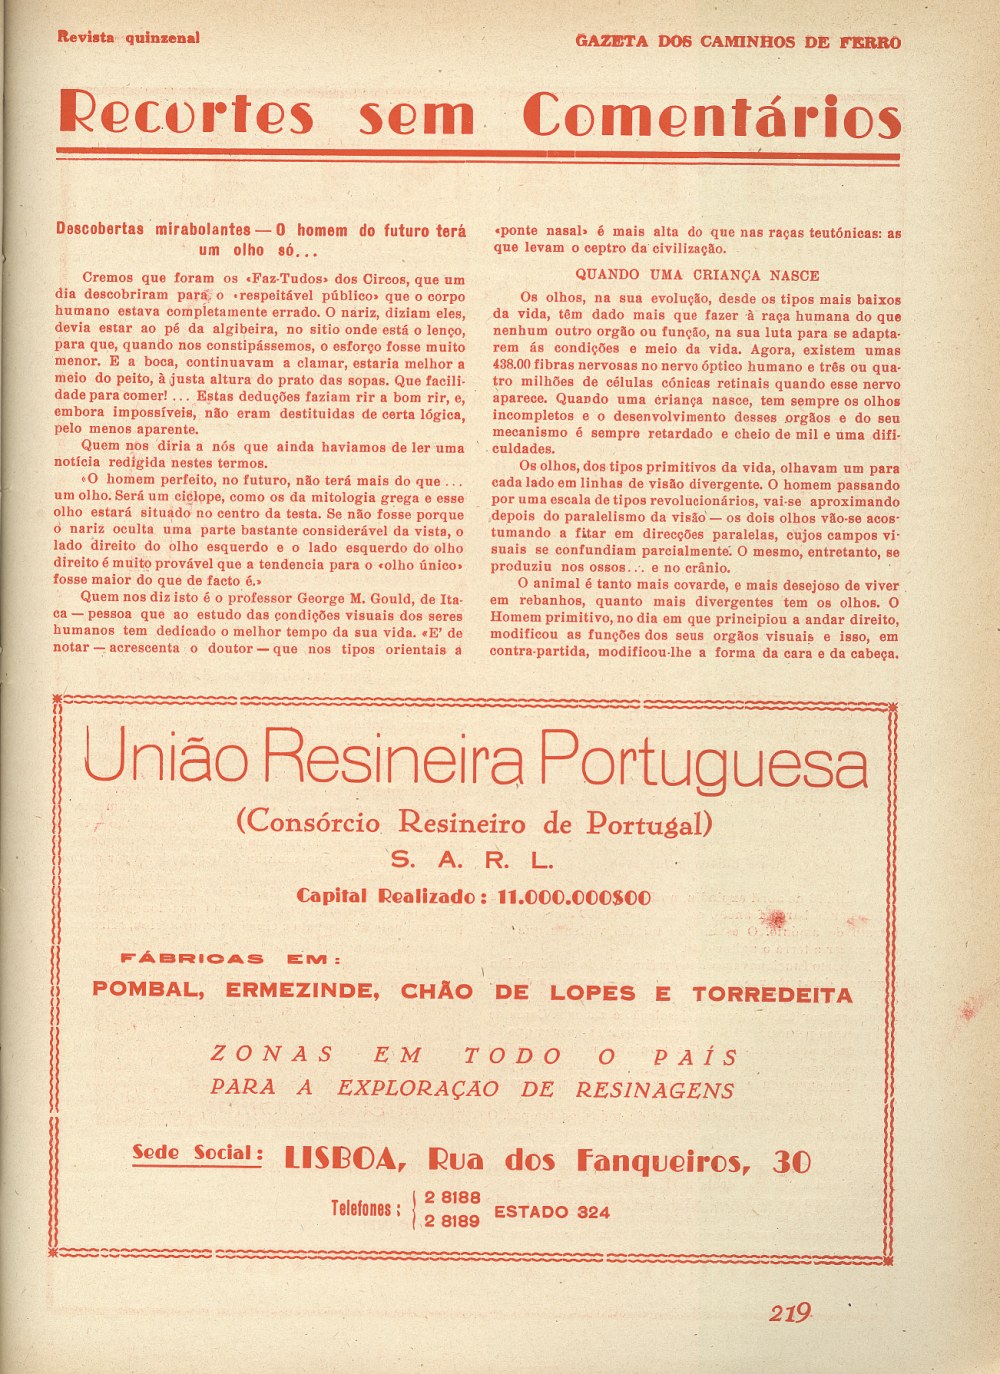 Revista quinzenal
GAZETA DOS CAMINHOS DE FERRO
Recortes sem Comentários
Descobertas mirabolantes — O homem do futuro terá
um olho só...
Cremos que foram os «Faz-Tudos» dos Circos, que um
dia descobriram para, o «respeitável público» que o corpo
humano estava completamente errado. O nariz, diziam eles,
devia estar ao pé da algibeira, no sitio onde está o lenço,
para que, quando nos constipássemos, o esforço fosse muito
menor. E a boca, continuavam a clamar, estaria melhor a
meio do peito, à justa altura do prato das sopas. Que facili-
dade para comer! ... Estas deduções faziam rir a bom rir, e,
embora impossíveis, não eram destituidas de certa lógica,
pelo menos aparente.
Quem nos diria a nós que ainda haviamos de ler uma
notícia redigida nestes termos.
«O homem perfeito, no futuro, não terá mais do que ...
um olho. Será um ciclope, como os da mitologia grega e esse
olho estará situado no centro da testa. Se não fosse porque
o nariz oculta uma parte bastante considerável da vista, o
lado direito do olho esquerdo e o lado esquerdo do olho
direito é muito provável que a tendencia para o «olho único»
fosse maior do que de facto é.»
Quem nos diz isto é o professor George M. Gould, de Ita-
ca — pessoa que ao estudo das condições visuais dos seres
humanos tem dedicado o melhor tempo da sua vida. «E' de
notar — acrescenta o doutor — que nos tipos orientais a
«ponte nasal» é mais alta do que nas raças teutónicas: as
que levam o ceptro da civilização.
QUANDO UMA CRIANÇA NASCE
Os olhos, na sua evolução, desde os tipos mais baixos
da vida, têm dado mais que fazer à raça humana do que
nenhum outro orgão ou função, na sua luta para se adapta-
rem ás condições e meio da vida. Agora, existem umas
438.00 fibras nervosas no nervo óptico humano e três ou qua-
tro milhões de células cónicas retinais quando esse nervo
aparece. Quando uma criança nasce, tem sempre os olhos
incompletos e o desenvolvimento desses orgãos e do seu
mecanismo é sempre retardado e cheio de mil e uma difi-
culdades.
Os olhos, dos tipos primitivos da vida, olhavam um para
cada lado em linhas de visão divergente. O homem passando
por uma escala de tipos revolucionários, vai-se aproximando
depois do paralelismo da visão — os dois olhos vão-se acos-
tumando a fitar em direcções paralelas, cujos campos vi-
suais se confundiam parcialmente. O mesmo, entretanto, se
produziu nos ossos... e no crânio.
O animal é tanto mais covarde, e mais desejoso de viver
em rebanhos, quanto mais divergentes tem os olhos. O
Homem primitivo, no dia em que principiou a andar direito,
modificou as funções dos seus orgãos visuais e isso, em
contra-partida, modificou-lhe a forma da cara e da cabeça.
União Resineira Portuguesa
(Consórcio Resineiro de Portugal)
S. A. R. L.
Capital Realizado: 11.000.000$00
FÁBRICAS EM:
POMBAL, ERMEZINDE, CHÃO DE LOPES E TORREDEITA
ZONAS EM TODO O PAÍS
PARA A EXPLORAÇÃO DE RESINAGENS
Sede Social: LISBOA, Rua dos Fanqueiros, 30
Telefones: { 2 8188
2 8189 ESTADO 324
219